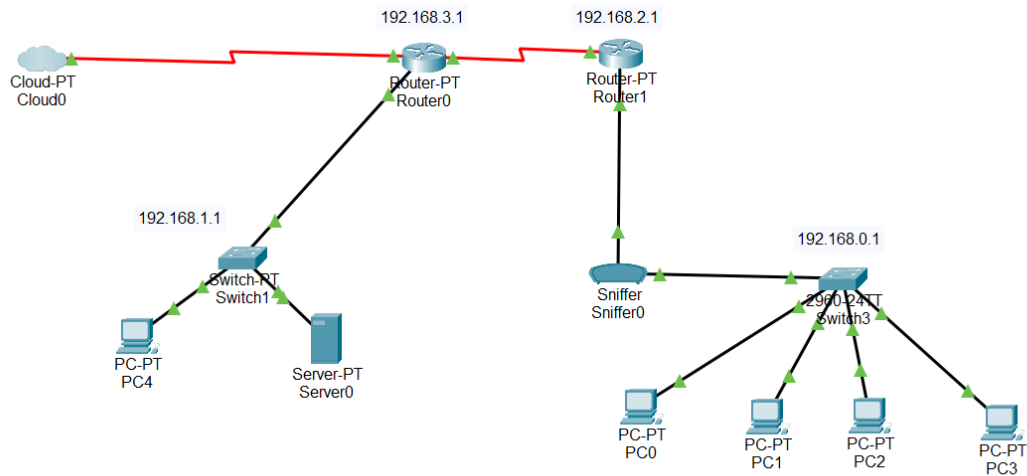 192.168.3.1
192.168.2.1
Cloud-PT
Cloud0
Router-PT
Router0
Router-PT
Router1
192.168.1.1
192.168.0.1
Switch-PT
Switch1
Sniffer
Sniffer0
2960-24TT
Switch3
PC-PT
PC4
Server-PT
Server0
PC-PT
PC0
PC-PT
PC1
PC-PT
PC2
PC-PT
PC3